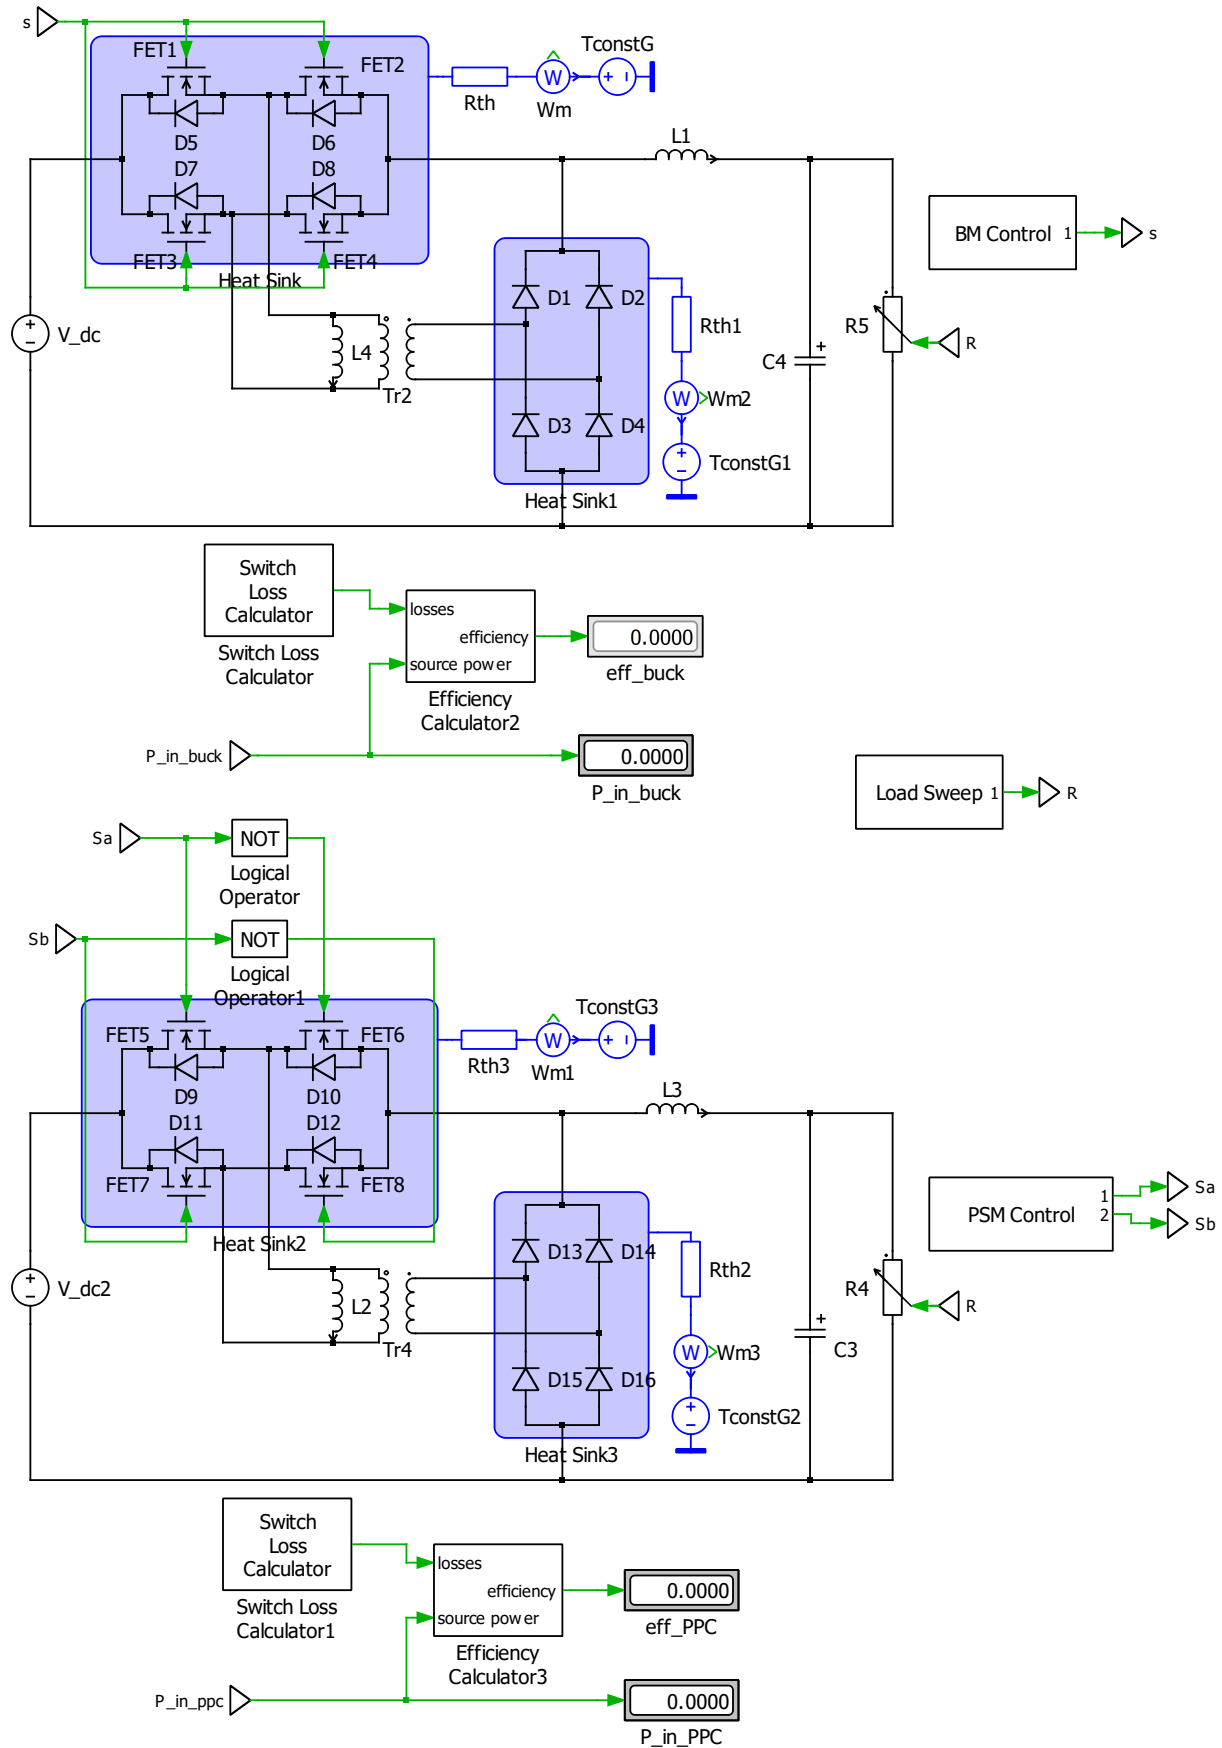 s
FET1
FET2
TconstG
Rth
W
Wm
D5
D6
D7
D8
L1
FET3
FET4
Heat Sink
BM Control 1
s
V_dc
L4
Tr2
D1
D2
Rth1
D3
D4
W
Wm2
TconstG1
Heat Sink1
C4
R5
R
Switch
Loss
Calculator
Switch Loss
Calculator
losses
efficiency
source power
Efficiency
Calculator2
0.0000
eff_buck
P_in_buck
0.0000
P_in_buck
Load Sweep 1
R
Sa
NOT
Logical
Operator
Sb
NOT
Logical
Operator1
FET5
FET6
TconstG3
Rth3
W
Wm1
D9
D10
D11
D12
L3
FET7
FET8
Heat Sink2
PSM Control
1
2
Sa
Sb
V_dc2
L2
Tr4
D13
D14
Rth2
D15
D16
W
Wm3
TconstG2
Heat Sink3
C3
R4
R
Switch
Loss
Calculator
Switch Loss
Calculator1
losses
efficiency
source power
Efficiency
Calculator3
0.0000
eff_PPC
P_in_ppc
0.0000
P_in_PPC